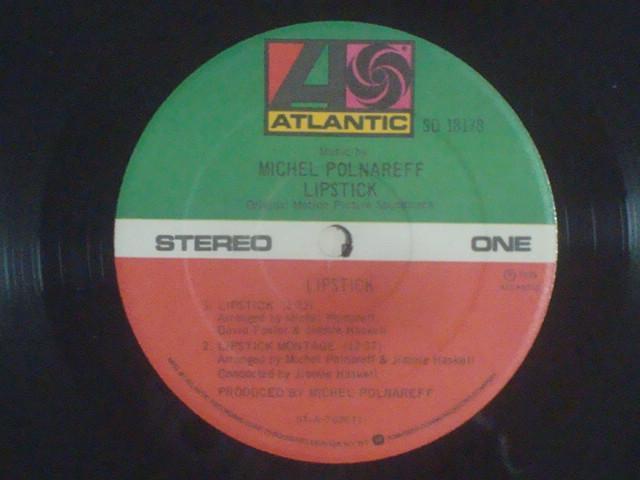 ATLANTIC
SD 18178
Music by
MICHEL POLNAREFF
LIPSTICK
Original Motion Picture Soundtrack
STEREO ONE
LIPSTICK
1. LIPSTICK
Arranged by Michel Polnareff,
David Foster & Jimmie Haskell
2. LIPSTICK MONTAGE (12:37)
Arranged by Michel Polnareff & Jimmie Haskell
Conducted by Jimmie Haskell
PRODUCED BY MICHEL POLNAREFF